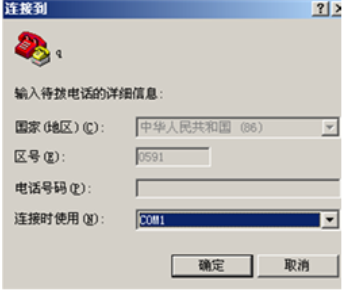 连接到
q
输入待拨电话的详细信息:
国家(地区)(C): 中华人民共和国 (86)
区号(E): 0591
电话号码(P):
连接时使用(N): COM1
确定 取消